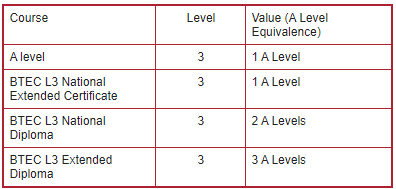 Course Level Value (A Level
Equivalence)
A level 3 1 A Level
BTEC L3 National 3 1 A Level
Extended Certificate
BTEC L3 National 3 2 A Levels
Diploma
BTEC L3 Extended 3 3 A Levels
Diploma